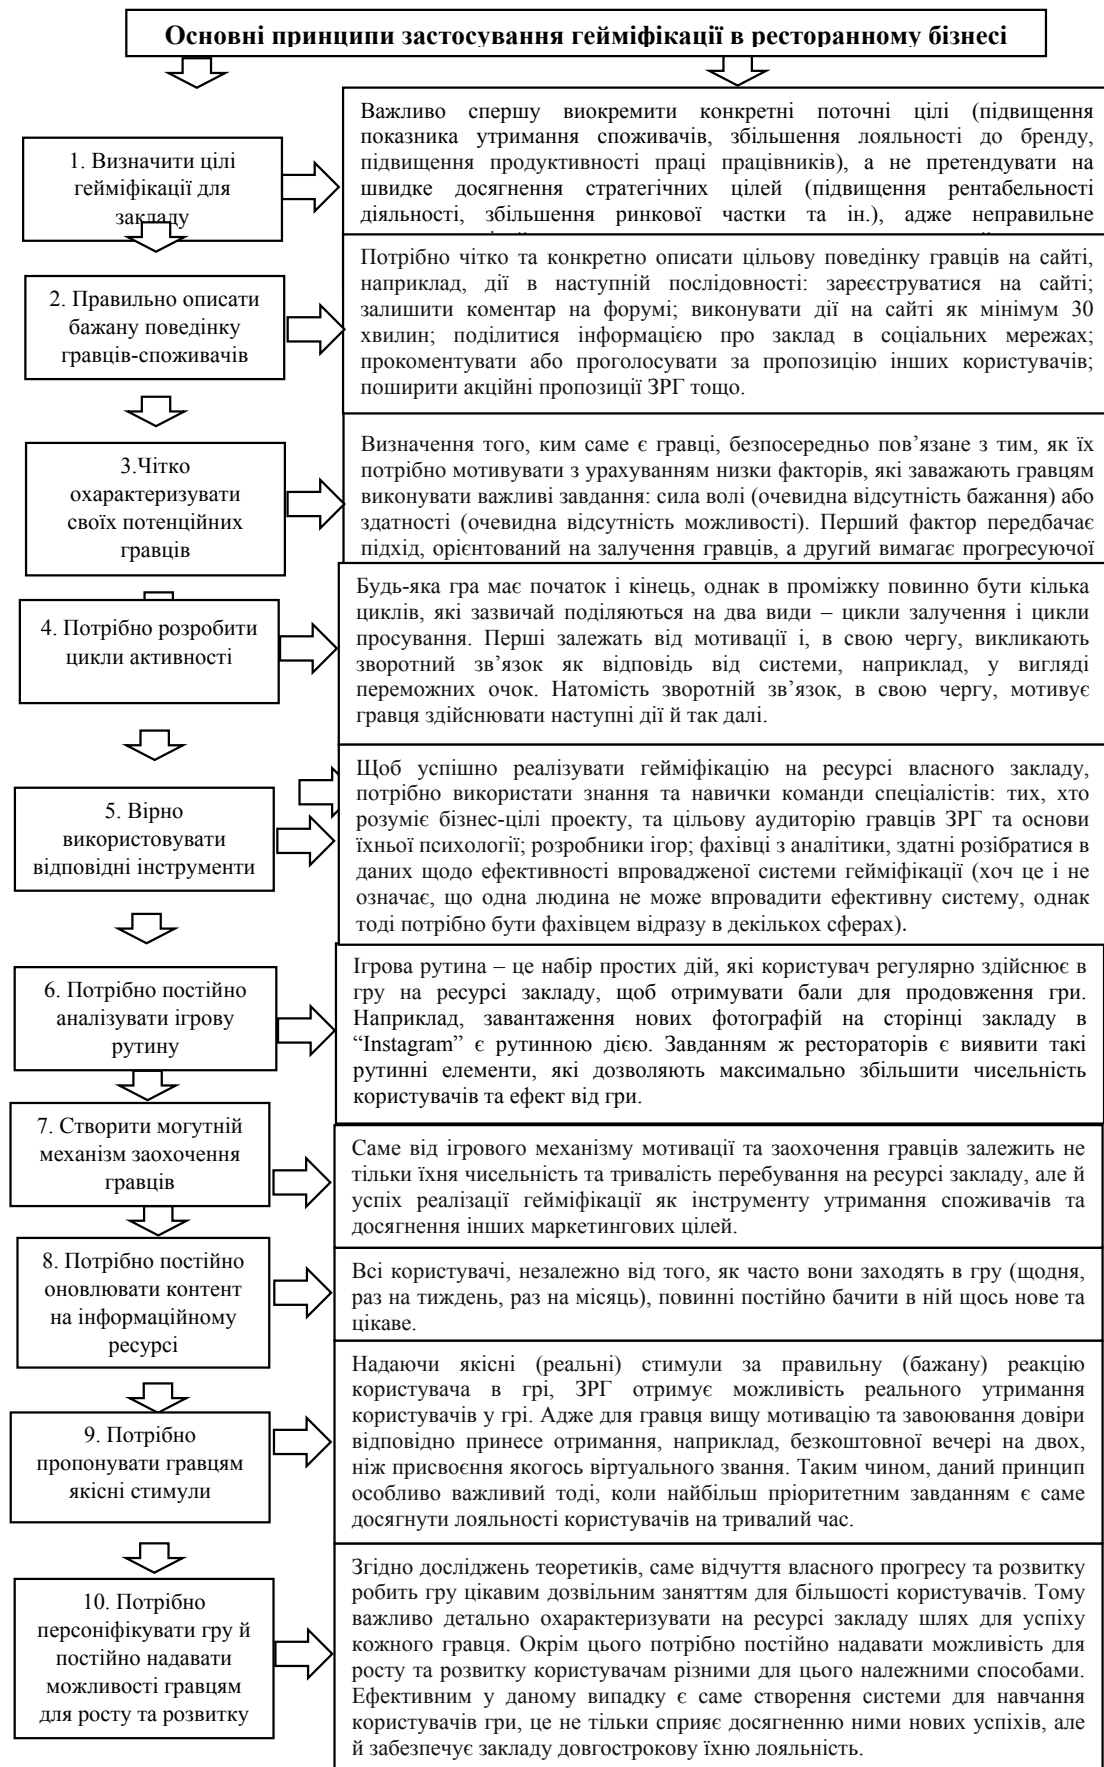 Основні принципи застосування гейміфікації в ресторанному бізнесі
1. Визначити цілі
гейміфікації для
закладу
Важливо спершу виокремити конкретні поточні цілі (підвищення
показника утримання споживачів, збільшення лояльності до бренду,
підвищення продуктивності праці працівників), а не претендувати на
швидке досягнення стратегічних цілей (підвищення рентабельності
діяльності, збільшення ринкової частки та ін.), адже неправильне
2. Правильно описати
бажану поведінку
гравців-споживачів
Потрібно чітко та конкретно описати цільову поведінку гравців на сайті,
наприклад, дії в наступній послідовності: зареєструватися на сайті;
залишити коментар на форумі; виконувати дії на сайті як мінімум 30
хвилин; поділитися інформацією про заклад в соціальних мережах;
прокоментувати або проголосувати за пропозицію інших користувачів;
поширити акційні пропозиції ЗРГ тощо.
3.Чітко
охарактеризувати
своїх потенційних
гравців
Визначення того, ким саме є гравці, безпосередньо пов’язане з тим, як їх
потрібно мотивувати з урахуванням низки факторів, які заважають гравцям
виконувати важливі завдання: сила волі (очевидна відсутність бажання) або
здатності (очевидна відсутність можливості). Перший фактор передбачає
підхід, орієнтований на залучення гравців, а другий вимагає прогресуючої
4. Потрібно розробити
цикли активності
Будь-яка гра має початок і кінець, однак в проміжку повинно бути кілька
циклів, які зазвичай поділяються на два види – цикли залучення і цикли
просування. Перші залежать від мотивації і, в свою чергу, викликають
зворотний зв’язок як відповідь від системи, наприклад, у вигляді
переможних очок. Натомість зворотній зв’язок, в свою чергу, мотивує
гравця здійснювати наступні дії й так далі.
5. Вірно
використовувати
відповідні інструменти
Щоб успішно реалізувати гейміфікацію на ресурсі власного закладу,
потрібно використати знання та навички команди спеціалістів: тих, хто
розуміє бізнес-цілі проекту, та цільову аудиторію гравців ЗРГ та основи
їхньої психології; розробники ігор; фахівці з аналітики, здатні розібратися в
даних щодо ефективності впровадженої системи гейміфікації (хоч це і не
означає, що одна людина не може впровадити ефективну систему, однак
тоді потрібно бути фахівцем відразу в декількох сферах).
6. Потрібно постійно
аналізувати ігрову
рутину
Ігрова рутина – це набір простих дій, які користувач регулярно здійснює в
гру на ресурсі закладу, щоб отримувати бали для продовження гри.
Наприклад, завантаження нових фотографій на сторінці закладу в
“Instagram” є рутинною дією. Завданням ж рестораторів є виявити такі
рутинні елементи, які дозволяють максимально збільшити чисельність
користувачів та ефект від гри.
7. Створити могутній
механізм заохочення
гравців
Саме від ігрового механізму мотивації та заохочення гравців залежить не
тільки їхня чисельність та тривалість перебування на ресурсі закладу, але й
успіх реалізації гейміфікації як інструменту утримання споживачів та
досягнення інших маркетингових цілей.
8. Потрібно постійно
оновлювати контент
на інформаційному
ресурсі
Всі користувачі, незалежно від того, як часто вони заходять в гру (щодня,
раз на тиждень, раз на місяць), повинні постійно бачити в ній щось нове та
цікаве.
9. Потрібно
пропонувати гравцям
якісні стимули
Надаючи якісні (реальні) стимули за правильну (бажану) реакцію
користувача в грі, ЗРГ отримує можливість реального утримання
користувачів у грі. Адже для гравця вищу мотивацію та завоювання довіри
відповідно принесе отримання, наприклад, безкоштовної вечері на двох,
ніж присвоєння якогось віртуального звання. Таким чином, даний принцип
особливо важливий тоді, коли найбільш пріоритетним завданням є саме
досягнути лояльності користувачів на тривалий час.
10. Потрібно
персоніфікувати гру й
постійно надавати
можливості гравцям
для росту та розвитку
Згідно досліджень теоретиків, саме відчуття власного прогресу та розвитку
робить гру цікавим дозвільним заняттям для більшості користувачів. Тому
важливо детально охарактеризувати на ресурсі закладу шлях для успіху
кожного гравця. Окрім цього потрібно постійно надавати можливість для
росту та розвитку користувачам різними для цього належними способами.
Ефективним у даному випадку є саме створення системи для навчання
користувачів гри, це не тільки сприяє досягненню ними нових успіхів, але
й забезпечує закладу довгострокову їхню лояльність.